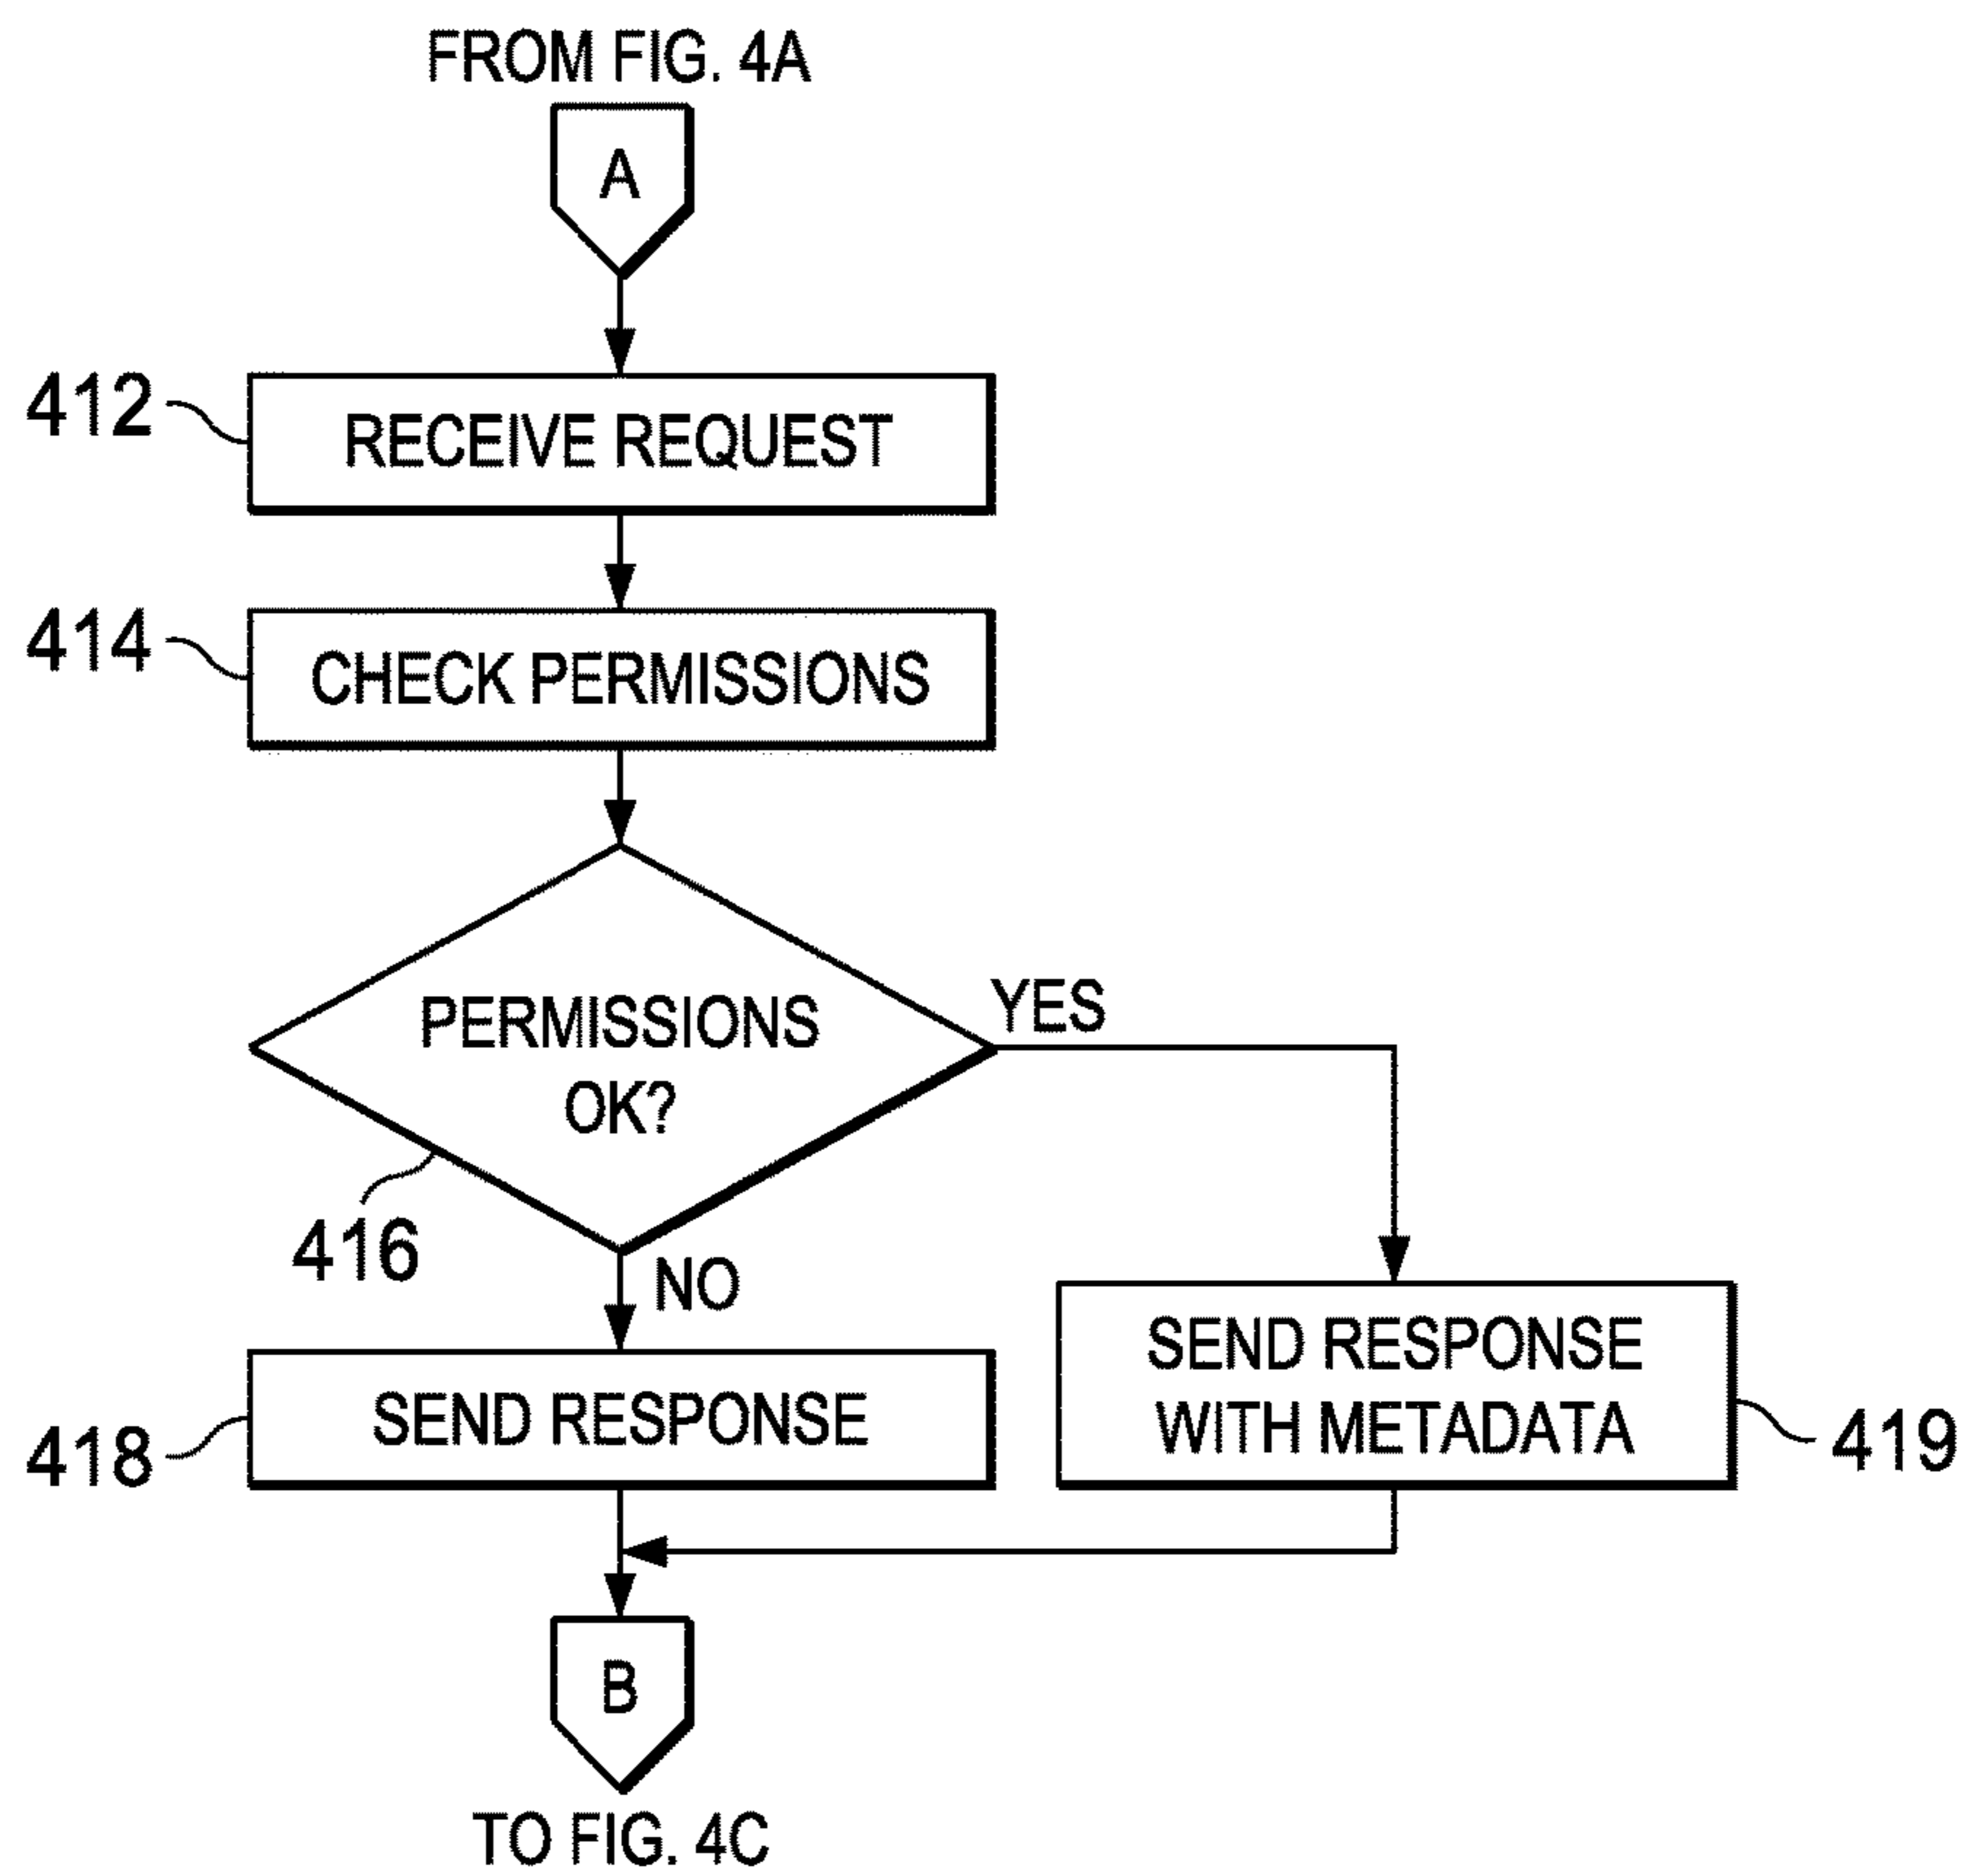 FROM FIG. 4A
A
412
RECEIVE REQUEST
414
CHECK PERMISSIONS
PERMISSIONS
OK?
YES
416
NO
418
SEND RESPONSE
SEND RESPONSE
WITH METADATA
419
B
TO FIG. 4C